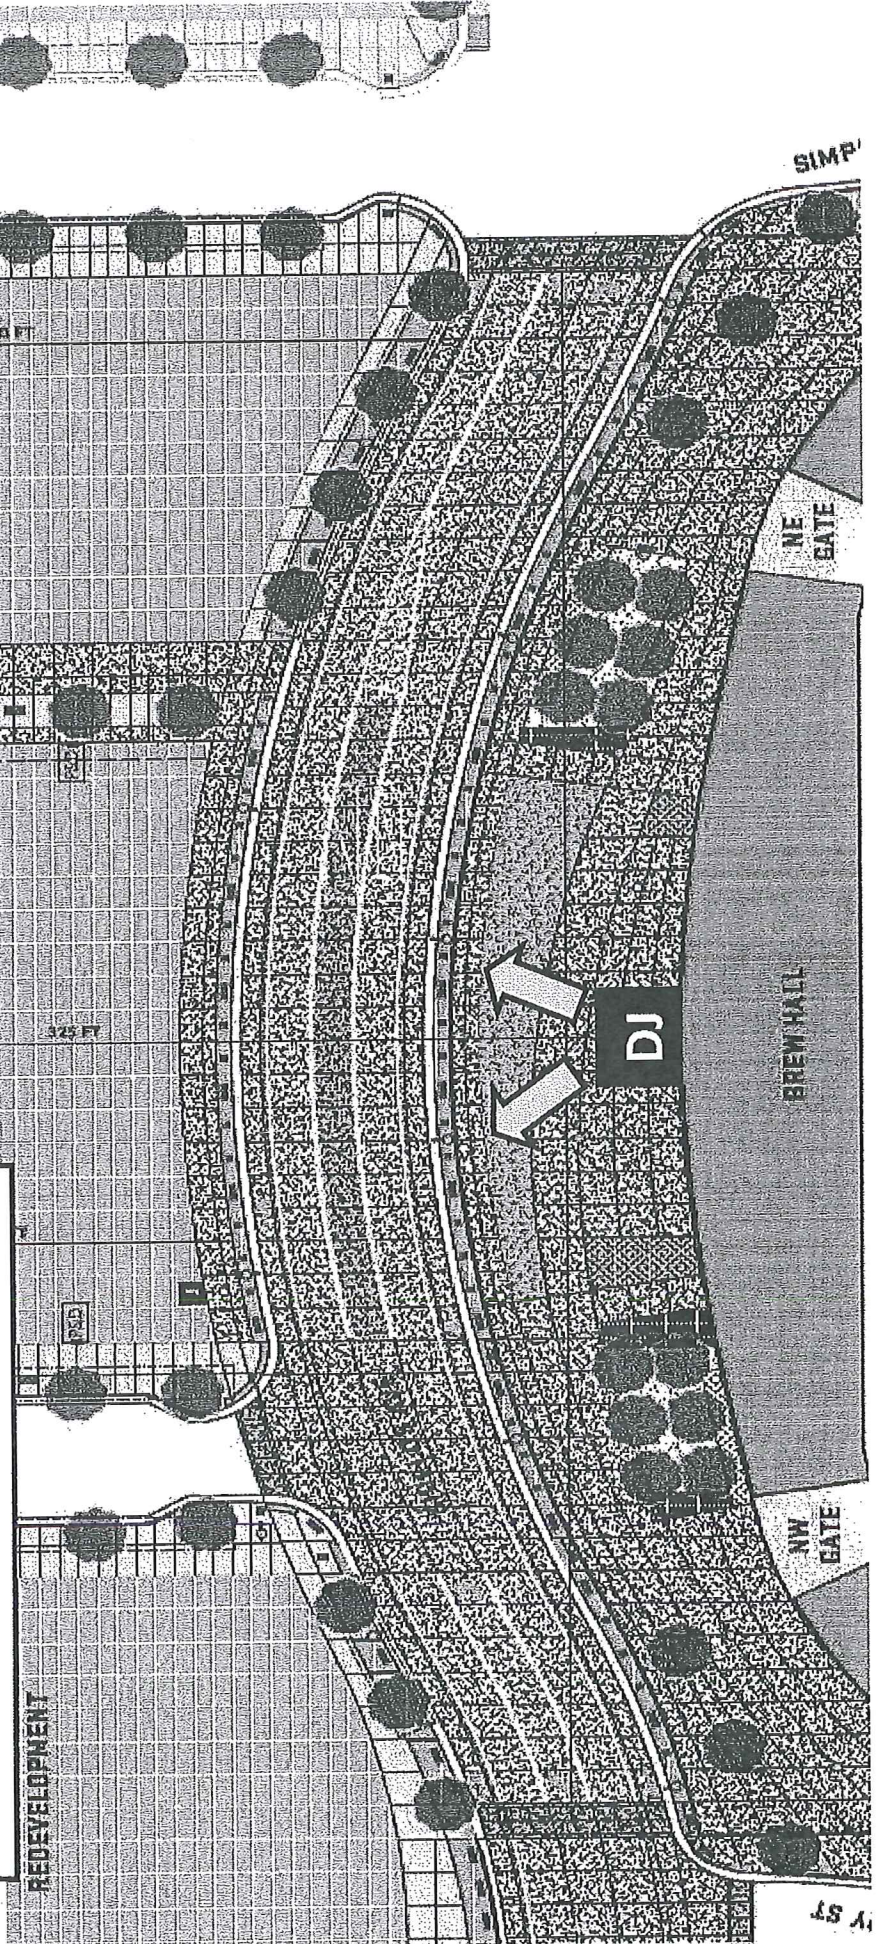 SIMP'
NE
GATE
325 FT
DJ
BREW HALL
NW
GATE
REDEVELOPMENT
Y ST